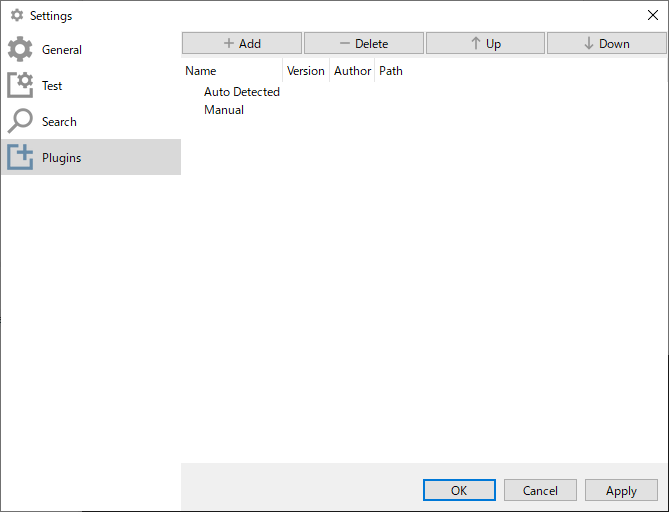 Settings
General
Test
Search
Plugins
Add Delete Up Down
Name Version Author Path
Auto Detected
Manual
OK Cancel Apply